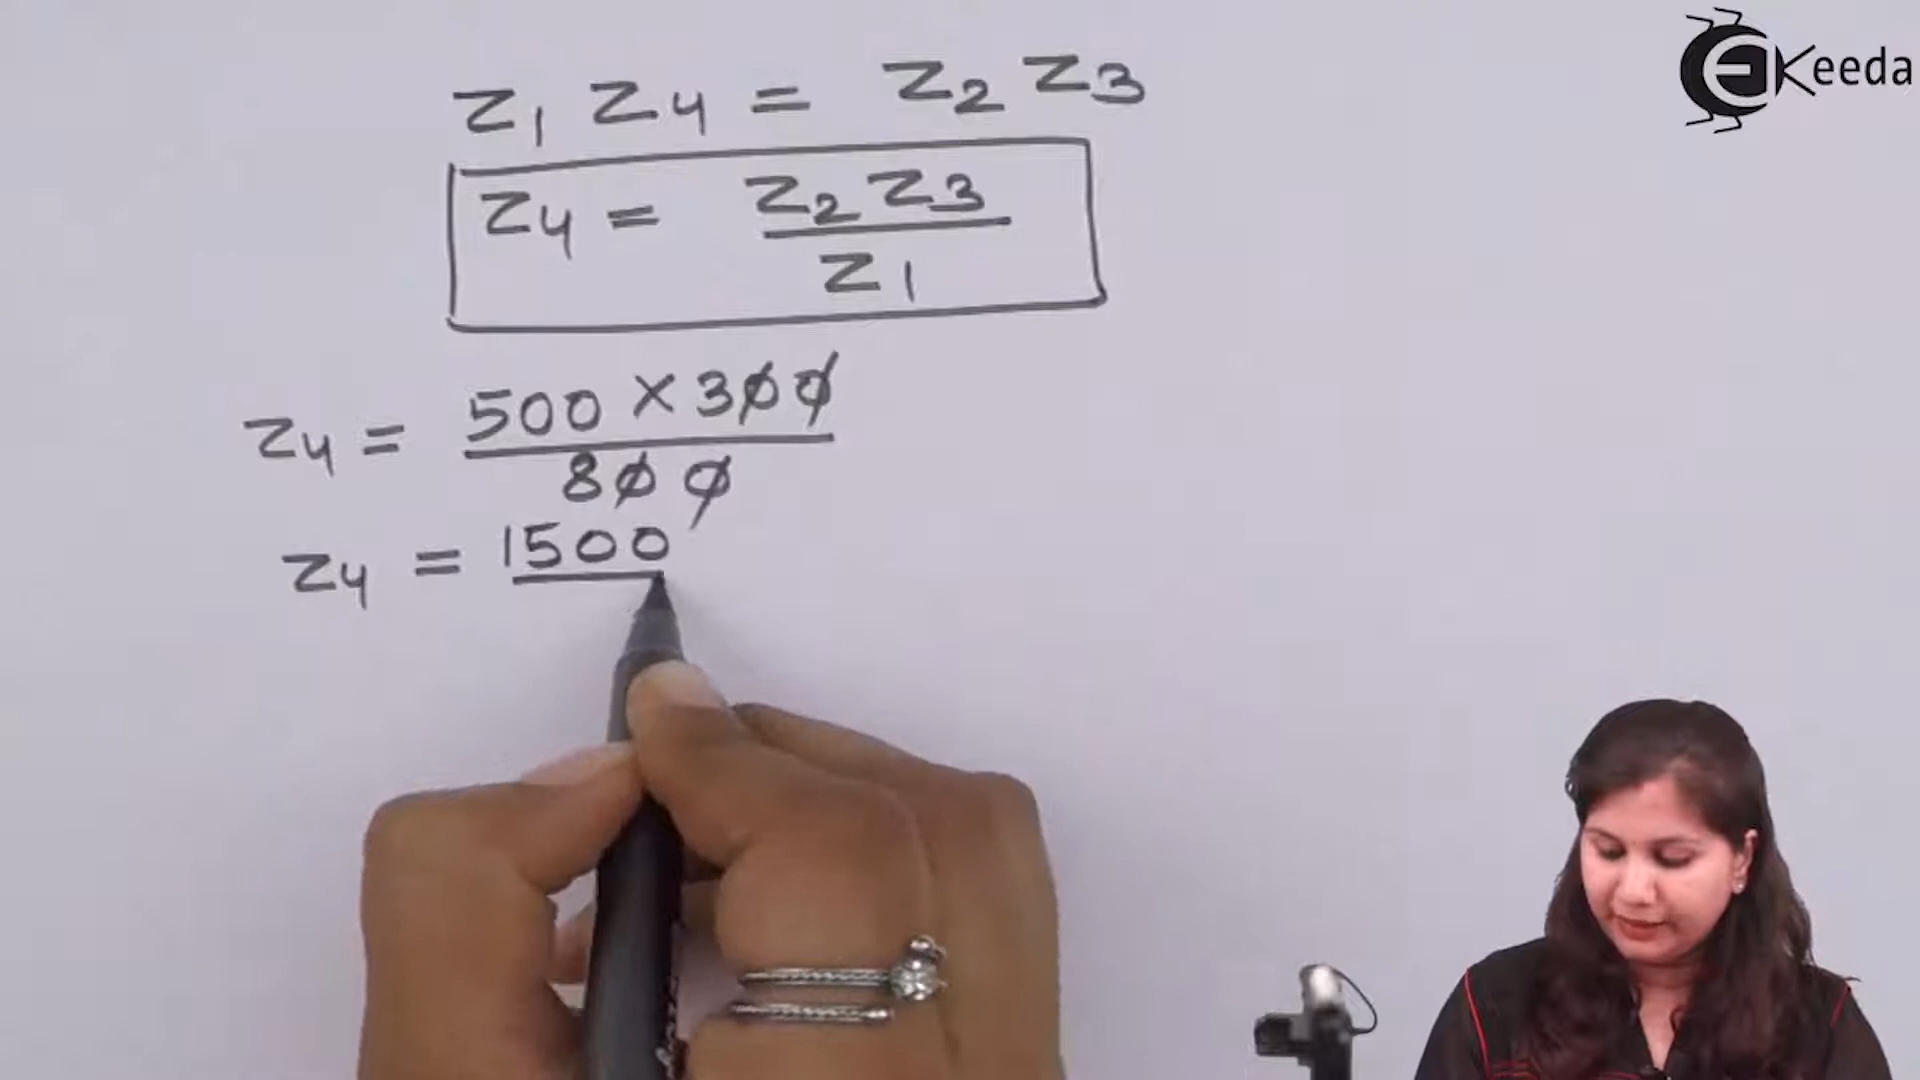 Keeda
Z1 Z4 = Z2 Z3
Z4 = Z2 Z3 / Z1
Z4 = 500 × 300 / 800
Z4 = 1500